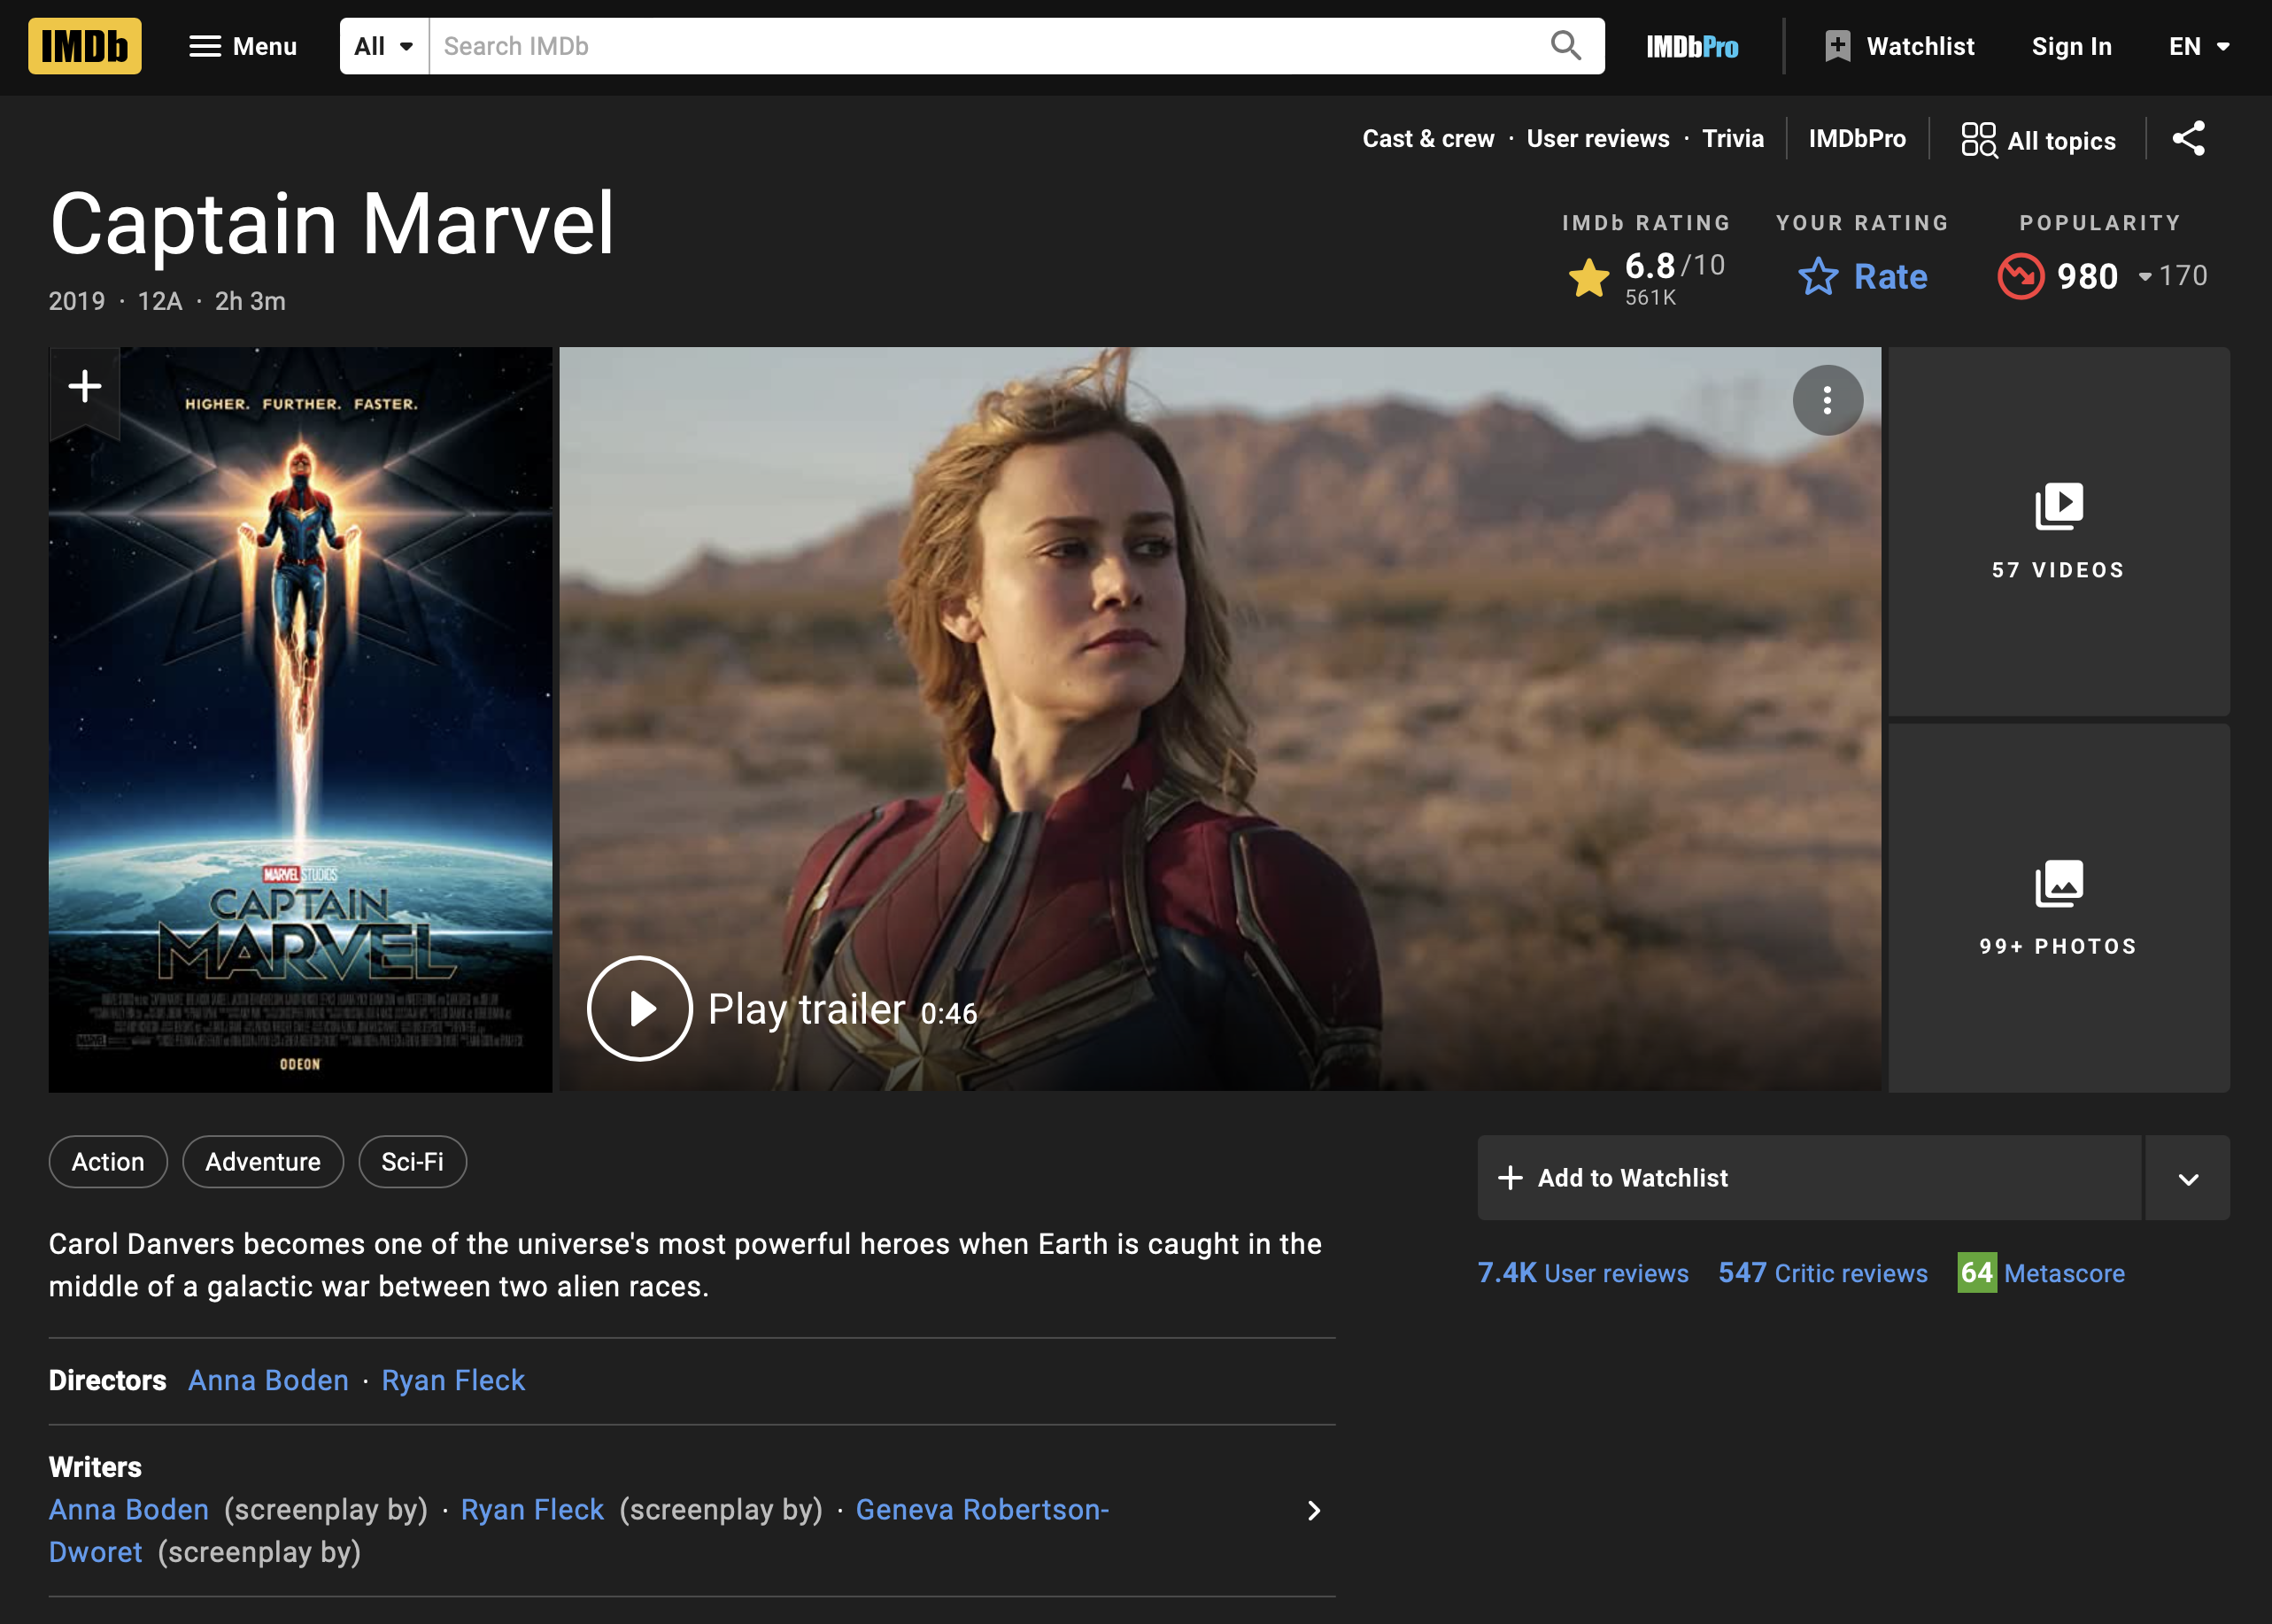 IMDb
Menu
All
Search IMDb
IMDbPro
Watchlist
Sign In
EN
Cast & crew · User reviews · Trivia
IMDbPro
All topics
Captain Marvel
2019 · 12A · 2h 3m
IMDb RATING
6.8/10
561K
YOUR RATING
Rate
POPULARITY
980
170
HIGHER. FURTHER. FASTER.
MARVEL STUDIOS
CAPTAIN
MARVEL
MARVEL
ODEON
Play trailer 0:46
57 VIDEOS
99+ PHOTOS
Action
Adventure
Sci-Fi
Carol Danvers becomes one of the universe's most powerful heroes when Earth is caught in the
middle of a galactic war between two alien races.
Directors Anna Boden · Ryan Fleck
Writers
Anna Boden (screenplay by) · Ryan Fleck (screenplay by) · Geneva Robertson-
Dworet (screenplay by)
Add to Watchlist
7.4K User reviews 547 Critic reviews 64 Metascore